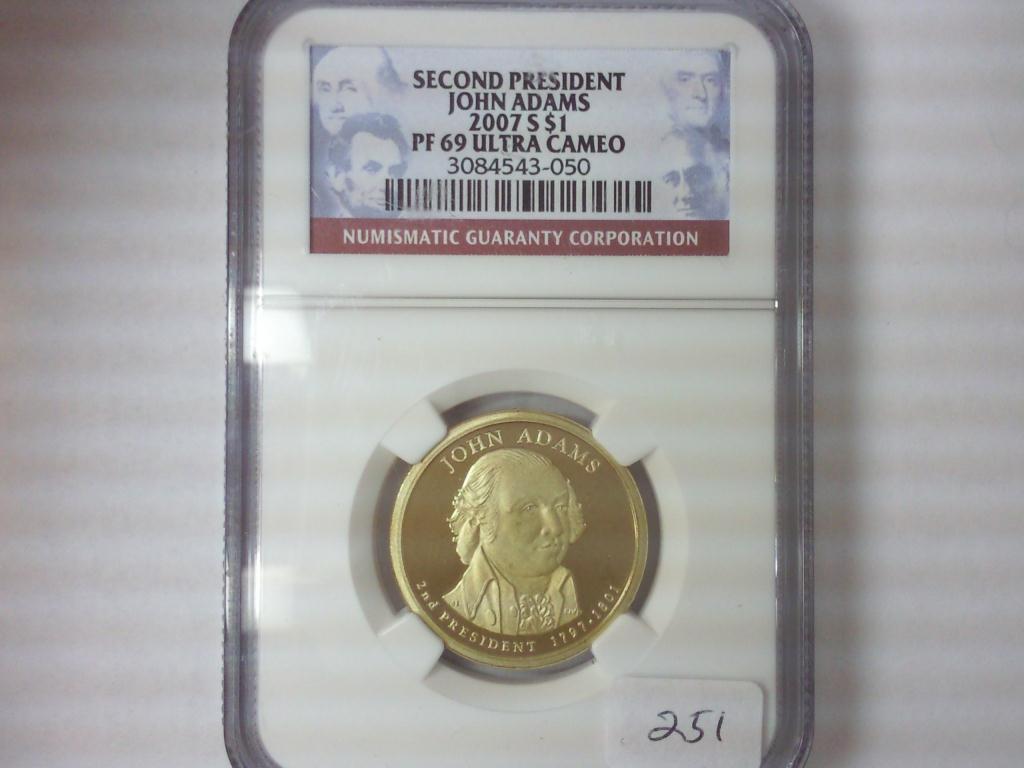 SECOND PRESIDENT
JOHN ADAMS
2007 S $1
PF 69 ULTRA CAMEO
3084543-050
NUMISMATIC GUARANTY CORPORATION
JOHN ADAMS
2nd PRESIDENT 1797-1801
251